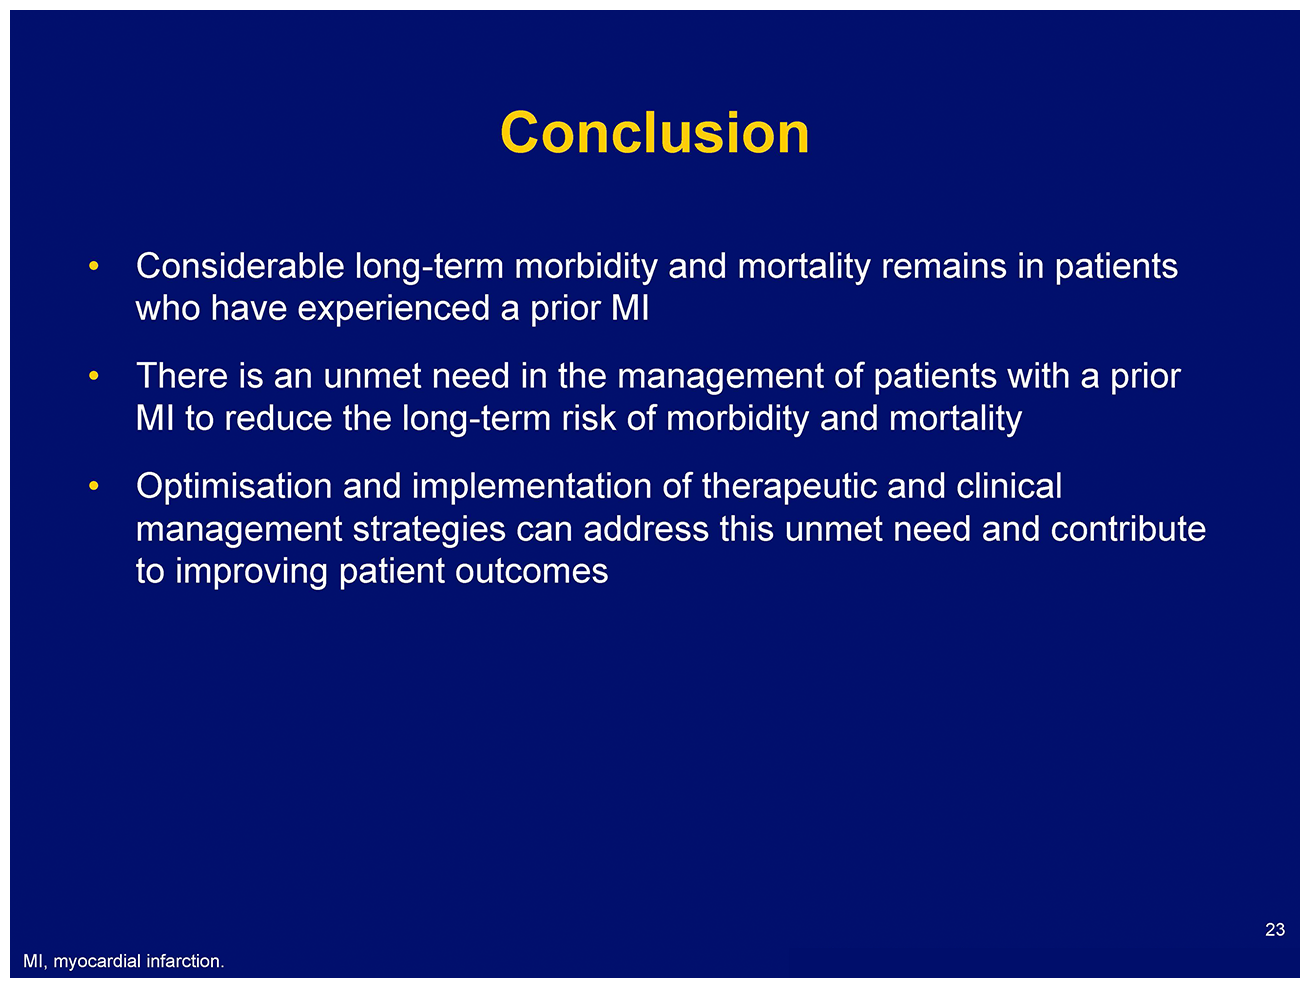 Conclusion
• Considerable long-term morbidity and mortality remains in patients
who have experienced a prior MI
• There is an unmet need in the management of patients with a prior
MI to reduce the long-term risk of morbidity and mortality
• Optimisation and implementation of therapeutic and clinical
management strategies can address this unmet need and contribute
to improving patient outcomes
23
MI, myocardial infarction.